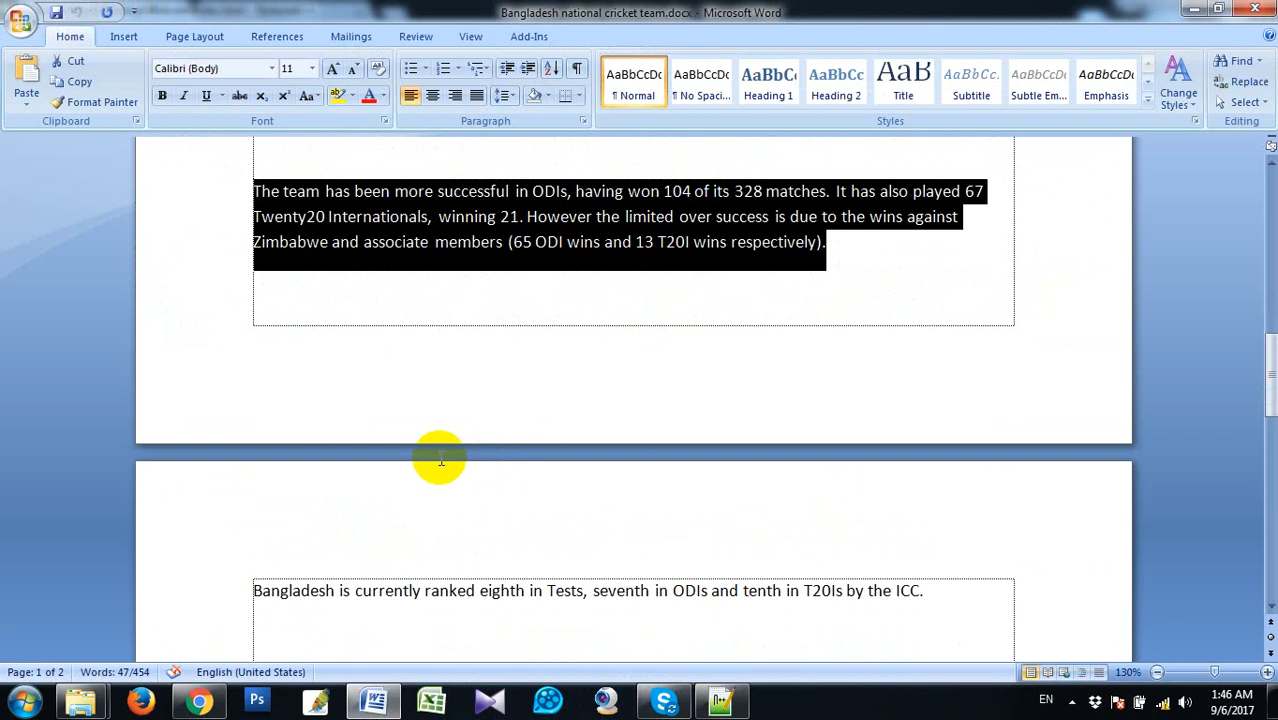 Bangladesh national cricket team.docx - Microsoft Word
Home Insert Page Layout References Mailings Review View Add-Ins
Paste
Cut
Copy
Format Painter
Clipboard
Calibri (Body) 11
B I U abc x₂ x² Aa
Font
Paragraph
AaBbCcDc AaBbCcDc AaBbCc AaBbCc AaB AaBbCc. AaBbCcDc AaBbCcDc
¶ Normal ¶ No Spaci... Heading 1 Heading 2 Title Subtitle Subtle Em... Emphasis
Change Styles
Styles
Find
Replace
Select
Editing
The team has been more successful in ODIs, having won 104 of its 328 matches. It has also played 67
Twenty20 Internationals, winning 21. However the limited over success is due to the wins against
Zimbabwe and associate members (65 ODI wins and 13 T20I wins respectively).
Bangladesh is currently ranked eighth in Tests, seventh in ODIs and tenth in T20Is by the ICC.
Page: 1 of 2 Words: 47/454 English (United States) 130%
Ps EN
1:46 AM
9/6/2017